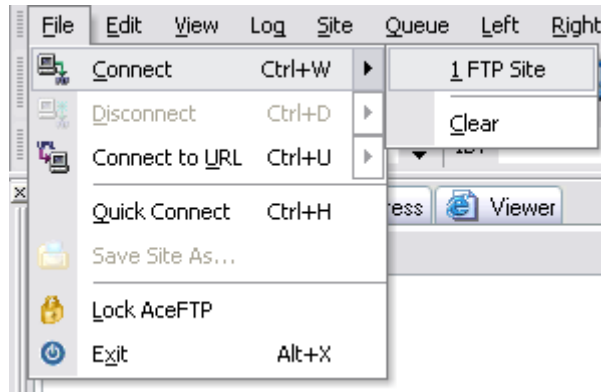 File Edit View Log Site Queue Left Right
Connect Ctrl+W
1 FTP Site
Disconnect Ctrl+D
Clear
Connect to URL Ctrl+U
Quick Connect Ctrl+H
Viewer
Save Site As...
Lock AceFTP
Exit Alt+X